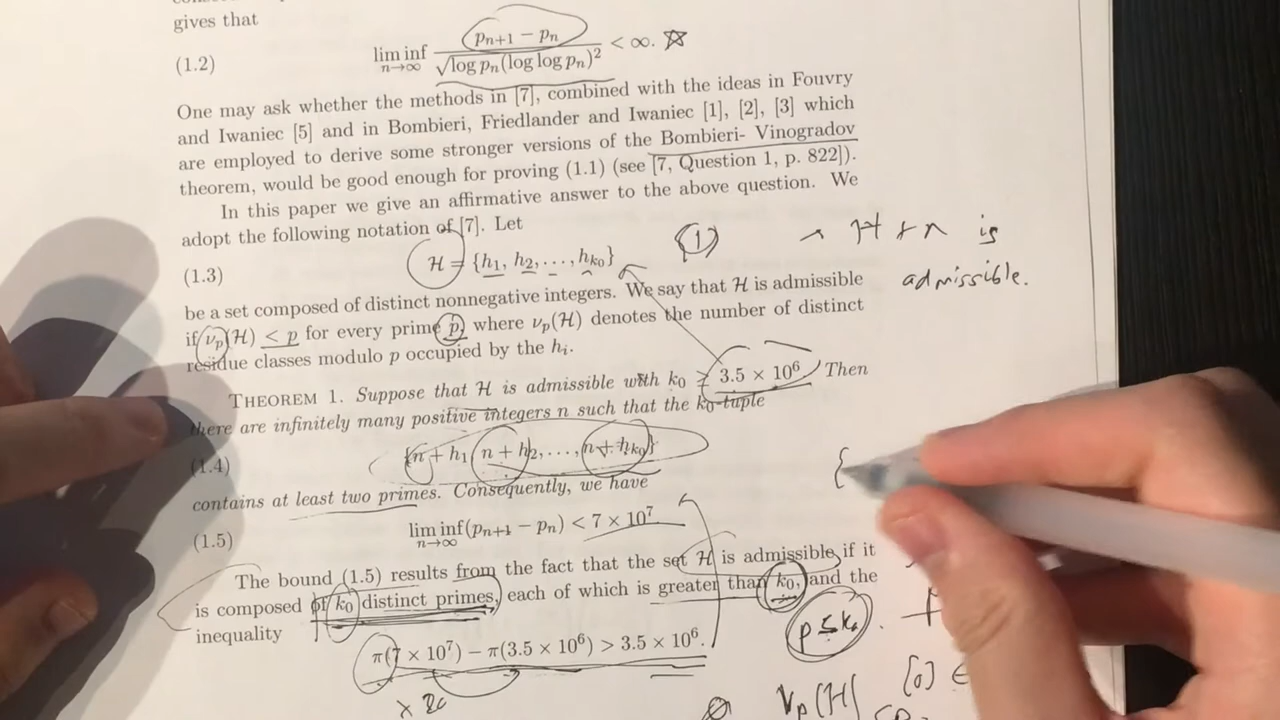 gives that
(1.2) lim inf n→∞ (p_{n+1} − p_n) / √log p_n (log log p_n)^2 < ∞. ☆
One may ask whether the methods in [7], combined with the ideas in Fouvry
and Iwaniec [5] and in Bombieri, Friedlander and Iwaniec [1], [2], [3] which
are employed to derive some stronger versions of the Bombieri- Vinogradov
theorem, would be good enough for proving (1.1) (see [7, Question 1, p. 822]).
In this paper we give an affirmative answer to the above question. We
adopt the following notation of [7]. Let
(1)
H + n is
admissible.
(1.3) H = {h_1, h_2, . . . , h_{k_0}}
be a set composed of distinct nonnegative integers. We say that H is admissible
if ν_p(H) < p for every prime p, where ν_p(H) denotes the number of distinct
residue classes modulo p occupied by the h_i.
THEOREM 1. Suppose that H is admissible with k_0 ≥ 3.5 × 10^6. Then
there are infinitely many positive integers n such that the k_0-tuple
(1.4) {n + h_1, n + h_2, . . . , n + h_{k_0}}
{
contains at least two primes. Consequently, we have
(1.5) lim inf n→∞ (p_{n+1} − p_n) < 7 × 10^7.
The bound (1.5) results from the fact that the set H is admissible if it
is composed of k_0 distinct primes, each of which is greater than k_0, and the
inequality
p ≤ k_0.
π(7 × 10^7) − π(3.5 × 10^6) > 3.5 × 10^6.
ν_p(H)
[0] ∈